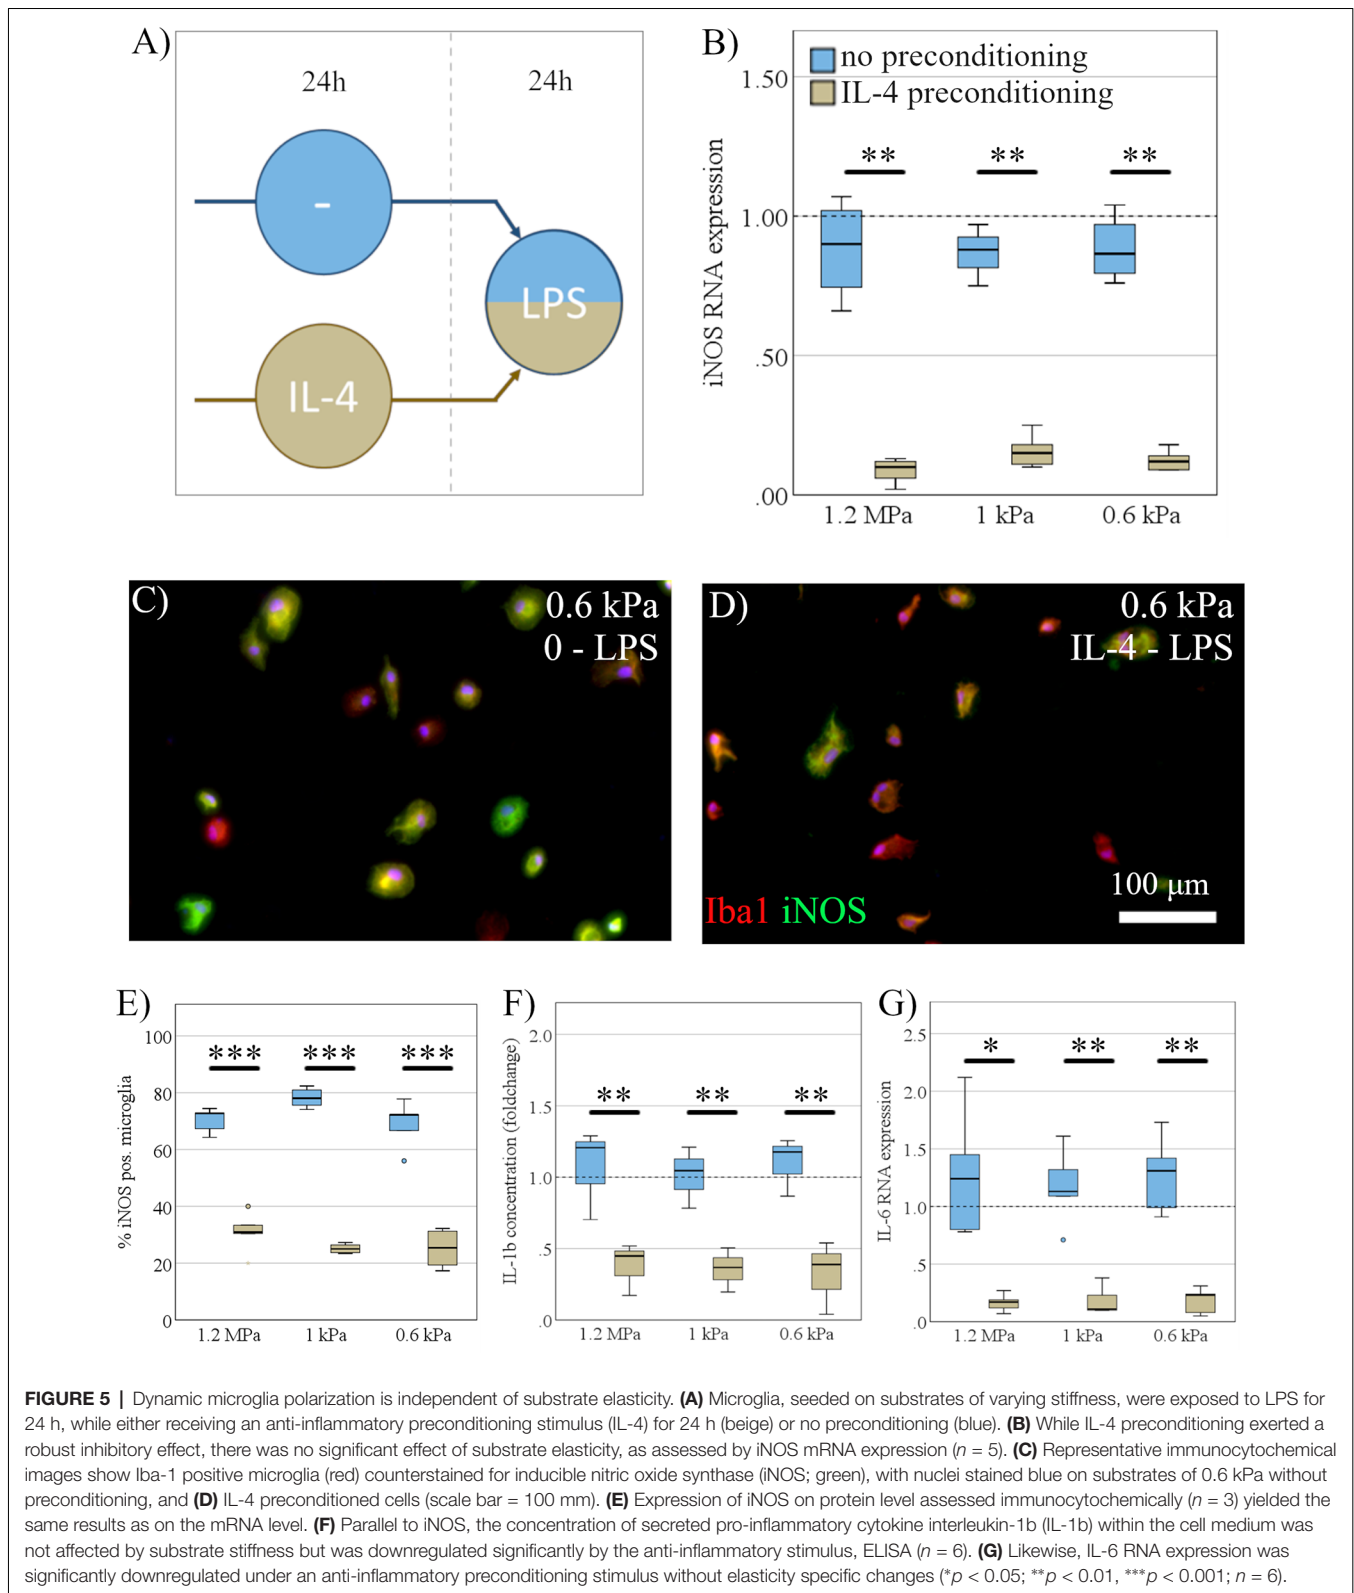 A)
24h
24h
-
LPS
IL-4
B)
no preconditioning
IL-4 preconditioning
iNOS RNA expression
1.50
1.00
.50
.00
** ** **
1.2 MPa 1 kPa 0.6 kPa
C)
0.6 kPa
0 - LPS
D)
0.6 kPa
IL-4 - LPS
Iba1 iNOS
100 μm
E)
% iNOS pos. microglia
100
80
60
40
20
0
*** *** ***
1.2 MPa 1 kPa 0.6 kPa
F)
IL-1b concentration (foldchange)
2.0
1.5
1.0
.5
.0
** ** **
1.2 MPa 1 kPa 0.6 kPa
G)
IL-6 RNA expression
2.5
2.0
1.5
1.0
.5
.0
* ** **
1.2 MPa 1 kPa 0.6 kPa
FIGURE 5 | Dynamic microglia polarization is independent of substrate elasticity. (A) Microglia, seeded on substrates of varying stiffness, were exposed to LPS for
24 h, while either receiving an anti-inflammatory preconditioning stimulus (IL-4) for 24 h (beige) or no preconditioning (blue). (B) While IL-4 preconditioning exerted a
robust inhibitory effect, there was no significant effect of substrate elasticity, as assessed by iNOS mRNA expression (n = 5). (C) Representative immunocytochemical
images show Iba-1 positive microglia (red) counterstained for inducible nitric oxide synthase (iNOS; green), with nuclei stained blue on substrates of 0.6 kPa without
preconditioning, and (D) IL-4 preconditioned cells (scale bar = 100 mm). (E) Expression of iNOS on protein level assessed immunocytochemically (n = 3) yielded the
same results as on the mRNA level. (F) Parallel to iNOS, the concentration of secreted pro-inflammatory cytokine interleukin-1b (IL-1b) within the cell medium was
not affected by substrate stiffness but was downregulated significantly by the anti-inflammatory stimulus, ELISA (n = 6). (G) Likewise, IL-6 RNA expression was
significantly downregulated under an anti-inflammatory preconditioning stimulus without elasticity specific changes (*p < 0.05; **p < 0.01, ***p < 0.001; n = 6).